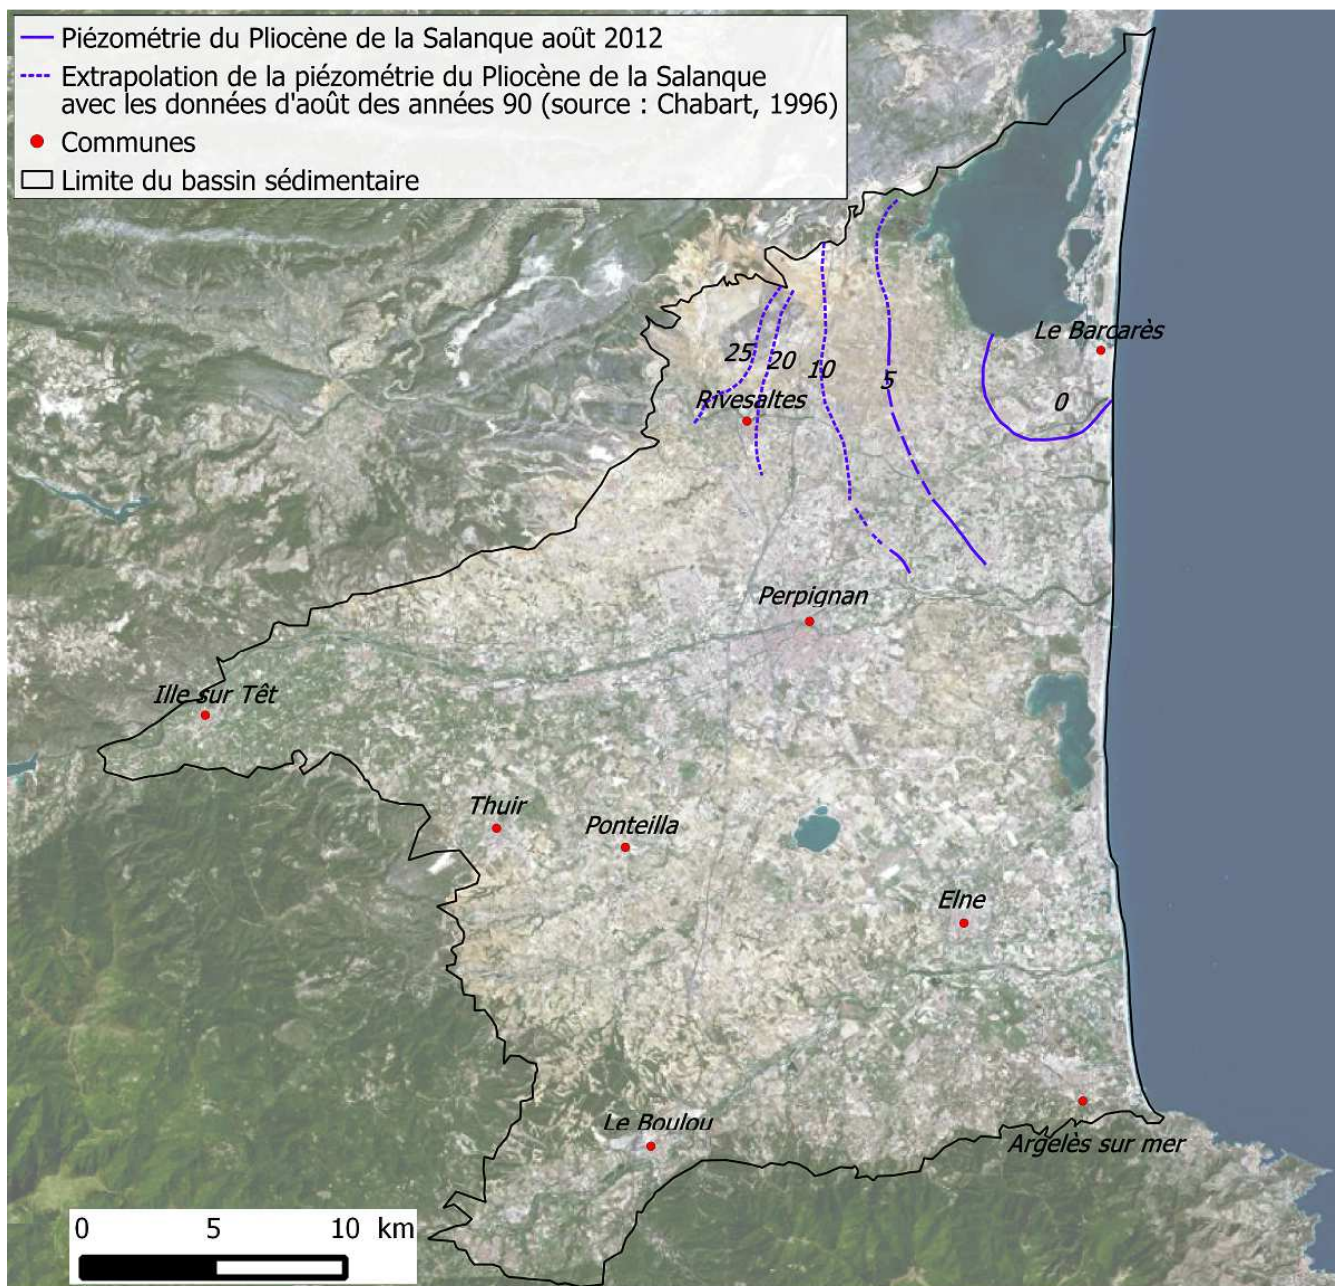 Piézométrie du Pliocène de la Salanque août 2012
Extrapolation de la piézométrie du Pliocène de la Salanque
avec les données d'août des années 90 (source : Chabart, 1996)
Communes
Limite du bassin sédimentaire
Le Barcarès
25
20
10
5
0
Rivesaltes
Perpignan
Ille sur Têt
Thuir
Ponteilla
Elne
Le Boulou
Argelès sur mer
0 5 10 km